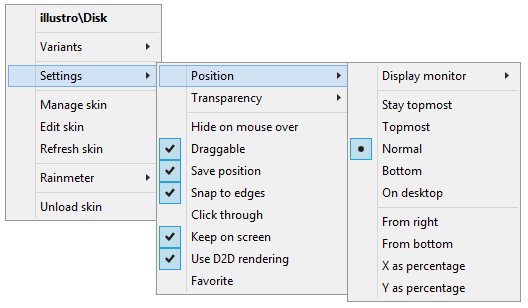 illustro\Disk
Variants
Settings
Manage skin
Edit skin
Refresh skin
Rainmeter
Unload skin
Position
Transparency
Hide on mouse over
Draggable
Save position
Snap to edges
Click through
Keep on screen
Use D2D rendering
Favorite
Display monitor
Stay topmost
Topmost
Normal
Bottom
On desktop
From right
From bottom
X as percentage
Y as percentage